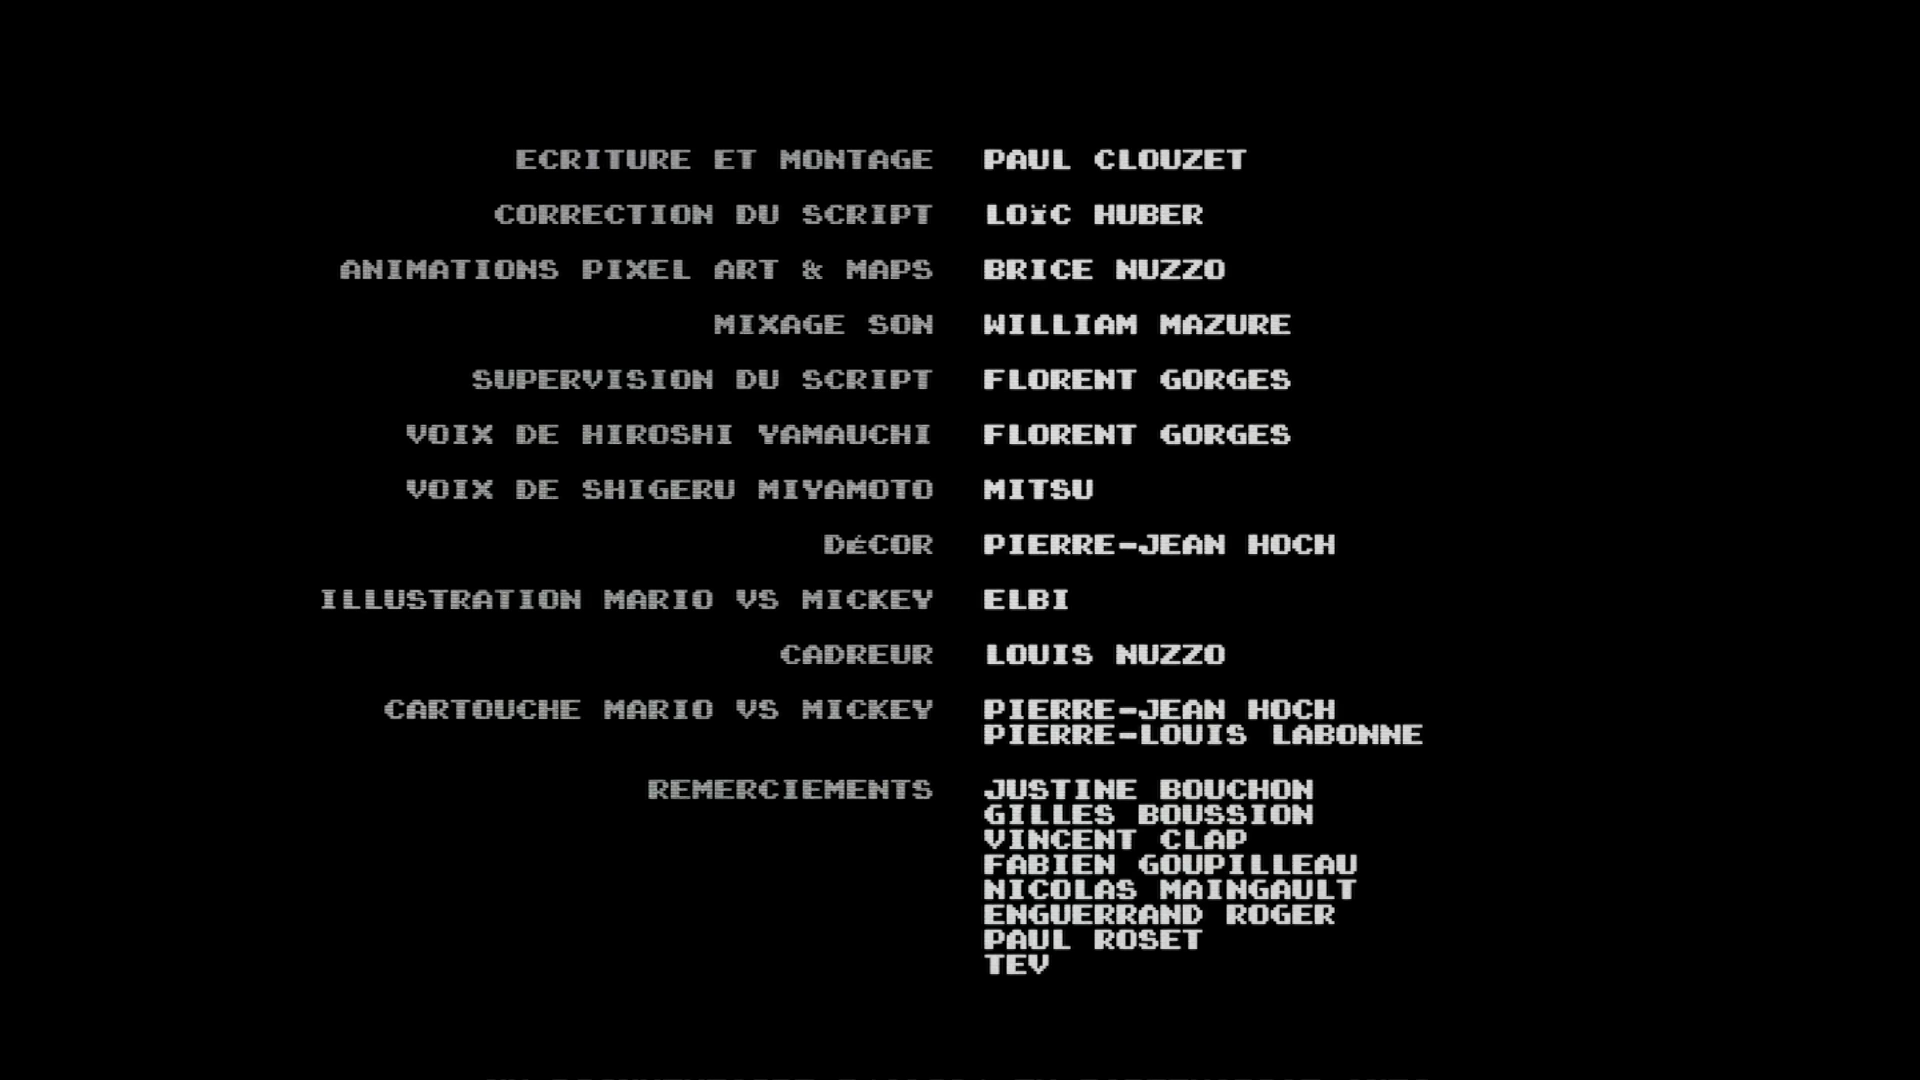 ECRITURE ET MONTAGE PAUL CLOUZET
CORRECTION DU SCRIPT LOïC HUBER
ANIMATIONS PIXEL ART & MAPS BRICE NUZZO
MIXAGE SON WILLIAM MAZURE
SUPERVISION DU SCRIPT FLORENT GORGES
VOIX DE HIROSHI YAMAUCHI FLORENT GORGES
VOIX DE SHIGERU MIYAMOTO MITSU
DéCOR PIERRE-JEAN HOCH
ILLUSTRATION MARIO VS MICKEY ELBI
CADREUR LOUIS NUZZO
CARTOUCHE MARIO VS MICKEY PIERRE-JEAN HOCH
PIERRE-LOUIS LABONNE
REMERCIEMENTS JUSTINE BOUCHON
GILLES BOUSSION
VINCENT CLAP
FABIEN GOUPILLEAU
NICOLAS MAINGAULT
ENGUERRAND ROGER
PAUL ROSET
TEV